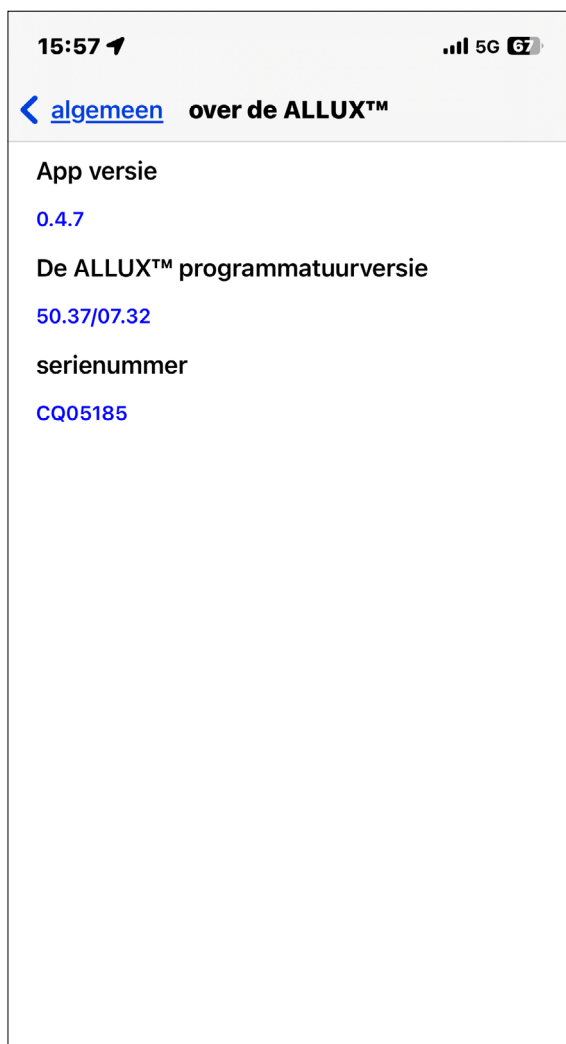 15:57
5G 67
algemeen over de ALLUX™
App versie
0.4.7
De ALLUX™ programmatuurversie
50.37/07.32
serienummer
CQ05185